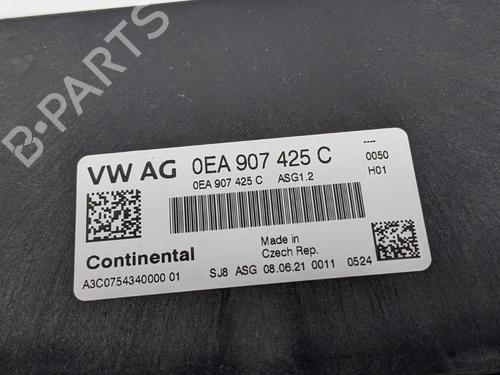 B-PARTS
VW AG 0EA 907 425 C
----
0050
H01
0EA 907 425 C ASG1.2
Continental
Made in
Czech Rep.
A3C0754340000 01
SJ8 ASG 08.06.21 0011 0524